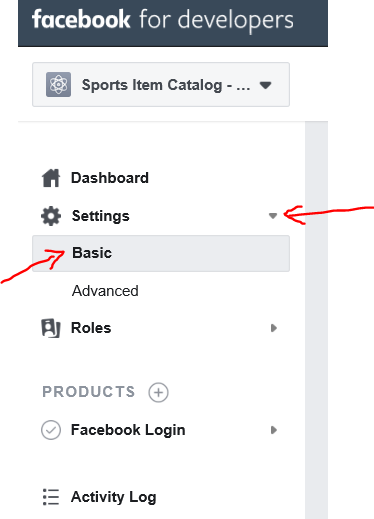 facebook for developers
Sports Item Catalog - ...
Dashboard
Settings
Basic
Advanced
Roles
PRODUCTS
Facebook Login
Activity Log